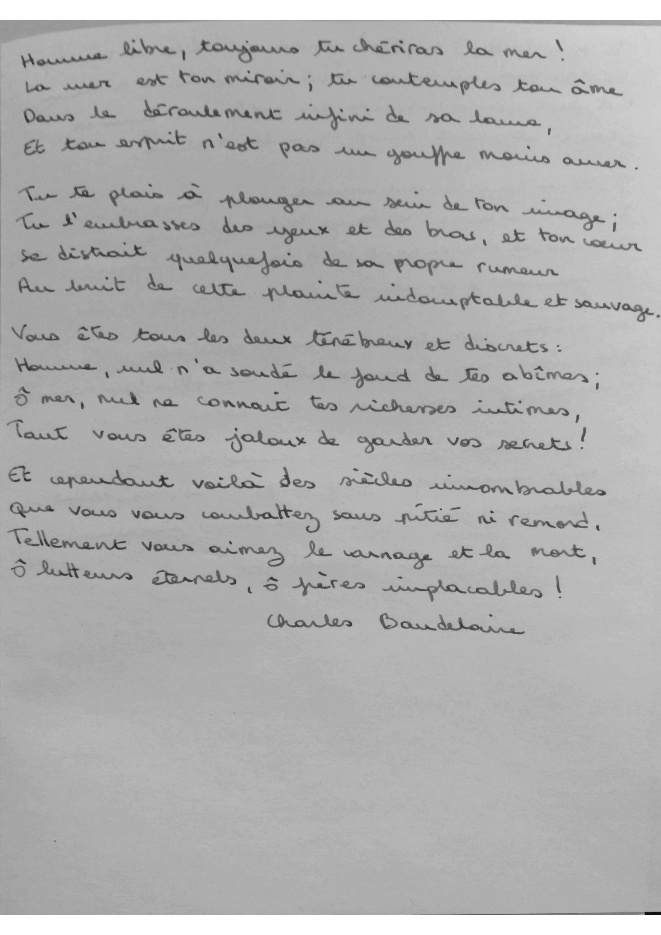 Homme libre, toujours tu chériras la mer !
La mer est ton miroir ; tu contemples ton âme
Dans le déroulement infini de sa lame,
Et ton esprit n'est pas un gouffre moins amer.
Tu te plais à plonger au sein de ton image ;
Tu l'embrasses des yeux et des bras, et ton cœur
Se distrait quelquefois de sa propre rumeur
Au bruit de cette plainte indomptable et sauvage.
Vous êtes tous les deux ténébreux et discrets :
Homme, nul n'a sondé le fond de tes abîmes ;
ô mer, nul ne connait tes richesses intimes,
Tant vous êtes jaloux de garder vos secrets !
Et cependant voilà des siècles innombrables
Que vous vous combattez sans pitié ni remord,
Tellement vous aimez le carnage et la mort,
ô lutteurs éternels, ô frères implacables !
Charles Baudelaire